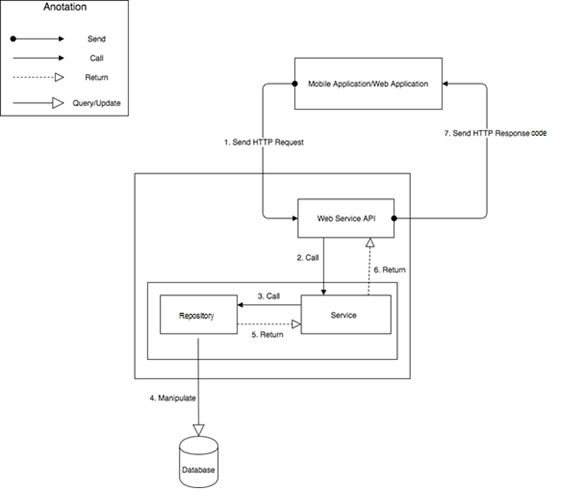 Anotation
Send
Call
Return
Query/Update
Mobile Application/Web Application
1. Send HTTP Request
7. Send HTTP Response code
Web Service API
2. Call
6. Return
3. Call
Repository
Service
5. Return
4. Manipulate
Database